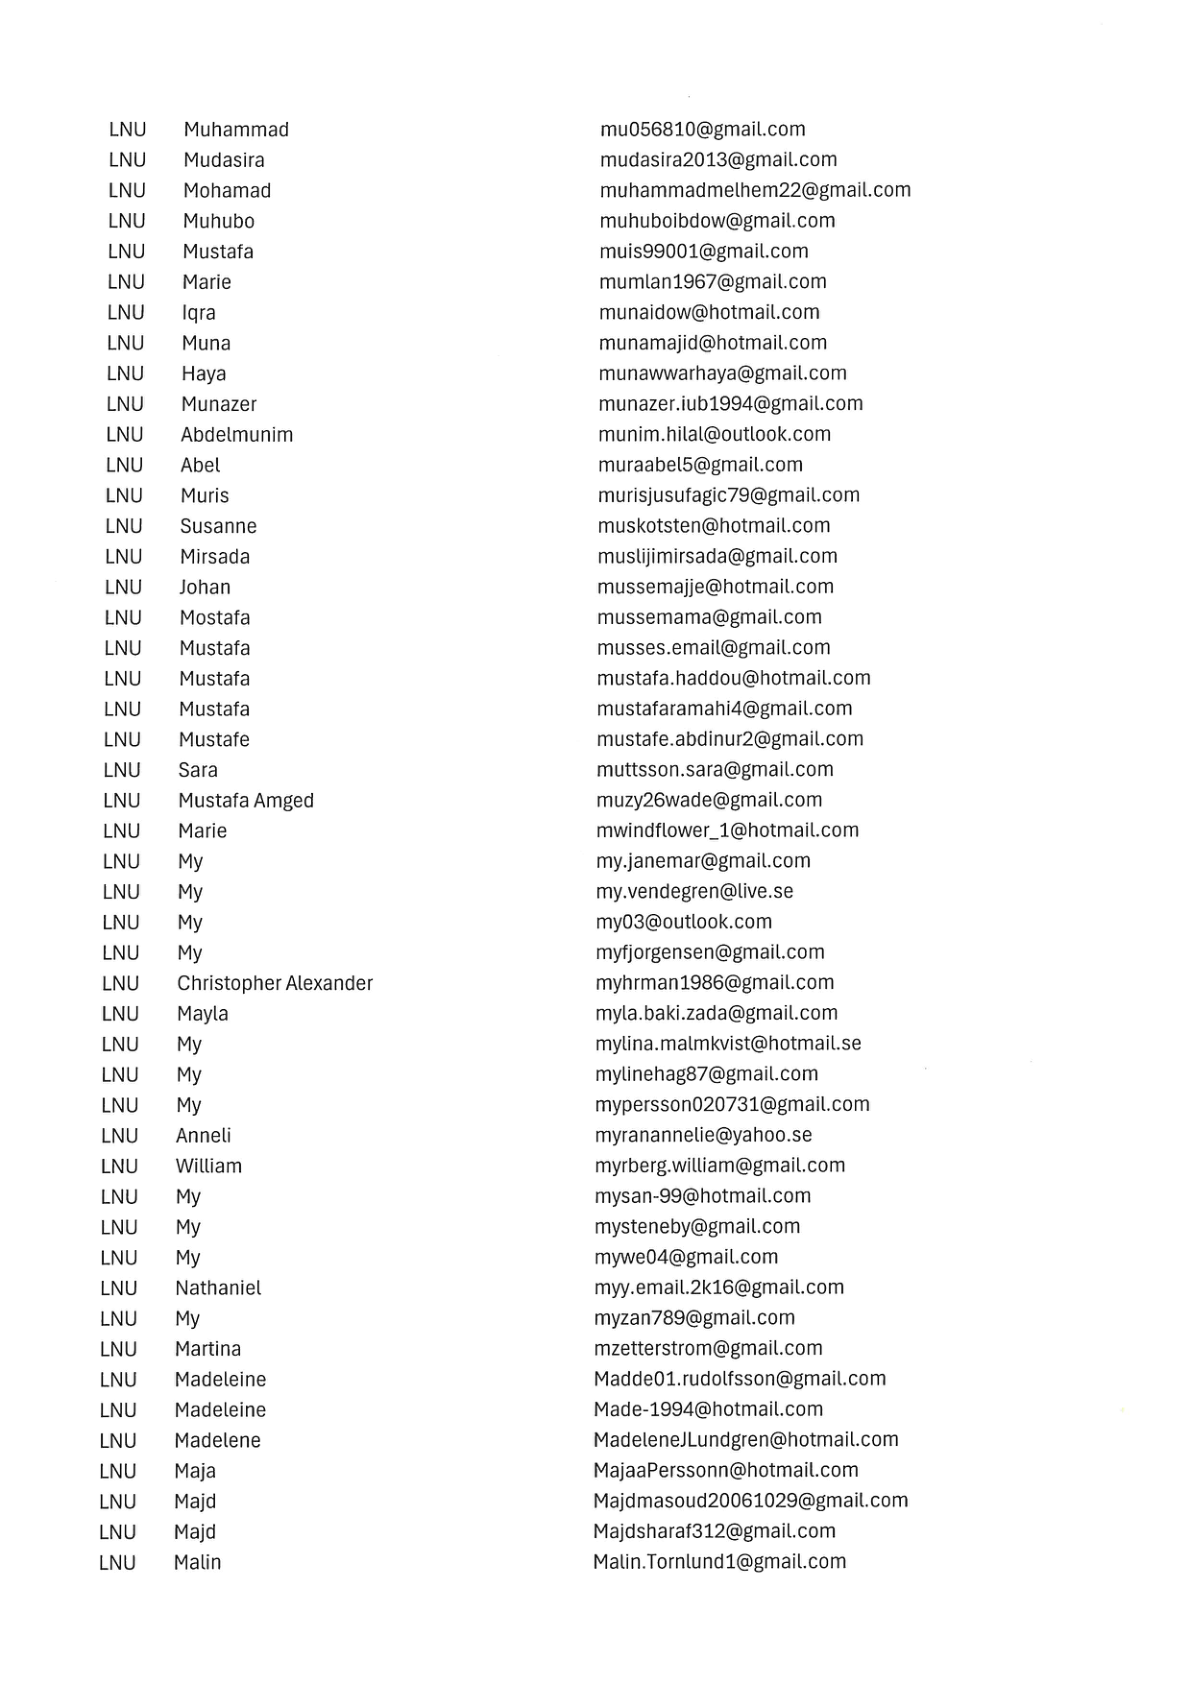 LNU Muhammad mu056810@gmail.com
LNU Mudasira mudasira2013@gmail.com
LNU Mohamad muhammadmelhem22@gmail.com
LNU Muhubo muhuboibdow@gmail.com
LNU Mustafa muis99001@gmail.com
LNU Marie mumlan1967@gmail.com
LNU Iqra munaidow@hotmail.com
LNU Muna munamajid@hotmail.com
LNU Haya munawwarhaya@gmail.com
LNU Munazer munazer.iub1994@gmail.com
LNU Abdelmunim munim.hilal@outlook.com
LNU Abel muraabel5@gmail.com
LNU Muris murisjusufagic79@gmail.com
LNU Susanne muskotsten@hotmail.com
LNU Mirsada muslijimirsada@gmail.com
LNU Johan mussemajje@hotmail.com
LNU Mostafa mussemama@gmail.com
LNU Mustafa musses.email@gmail.com
LNU Mustafa mustafa.haddou@hotmail.com
LNU Mustafa mustafaramahi4@gmail.com
LNU Mustafe mustafe.abdinur2@gmail.com
LNU Sara muttsson.sara@gmail.com
LNU Mustafa Amged muzy26wade@gmail.com
LNU Marie mwindflower_1@hotmail.com
LNU My my.janemar@gmail.com
LNU My my.vendegren@live.se
LNU My my03@outlook.com
LNU My myfjorgensen@gmail.com
LNU Christopher Alexander myhrman1986@gmail.com
LNU Mayla myla.baki.zada@gmail.com
LNU My mylina.malmkvist@hotmail.se
LNU My mylinehag87@gmail.com
LNU My mypersson020731@gmail.com
LNU Anneli myranannelie@yahoo.se
LNU William myrberg.william@gmail.com
LNU My mysan-99@hotmail.com
LNU My mysteneby@gmail.com
LNU My mywe04@gmail.com
LNU Nathaniel myy.email.2k16@gmail.com
LNU My myzan789@gmail.com
LNU Martina mzetterstrom@gmail.com
LNU Madeleine Madde01.rudolfsson@gmail.com
LNU Madeleine Made-1994@hotmail.com
LNU Madelene MadeleneJLundgren@hotmail.com
LNU Maja MajaaPerssonn@hotmail.com
LNU Majd Majdmasoud20061029@gmail.com
LNU Majd Majdsharaf312@gmail.com
LNU Malin Malin.Tornlund1@gmail.com